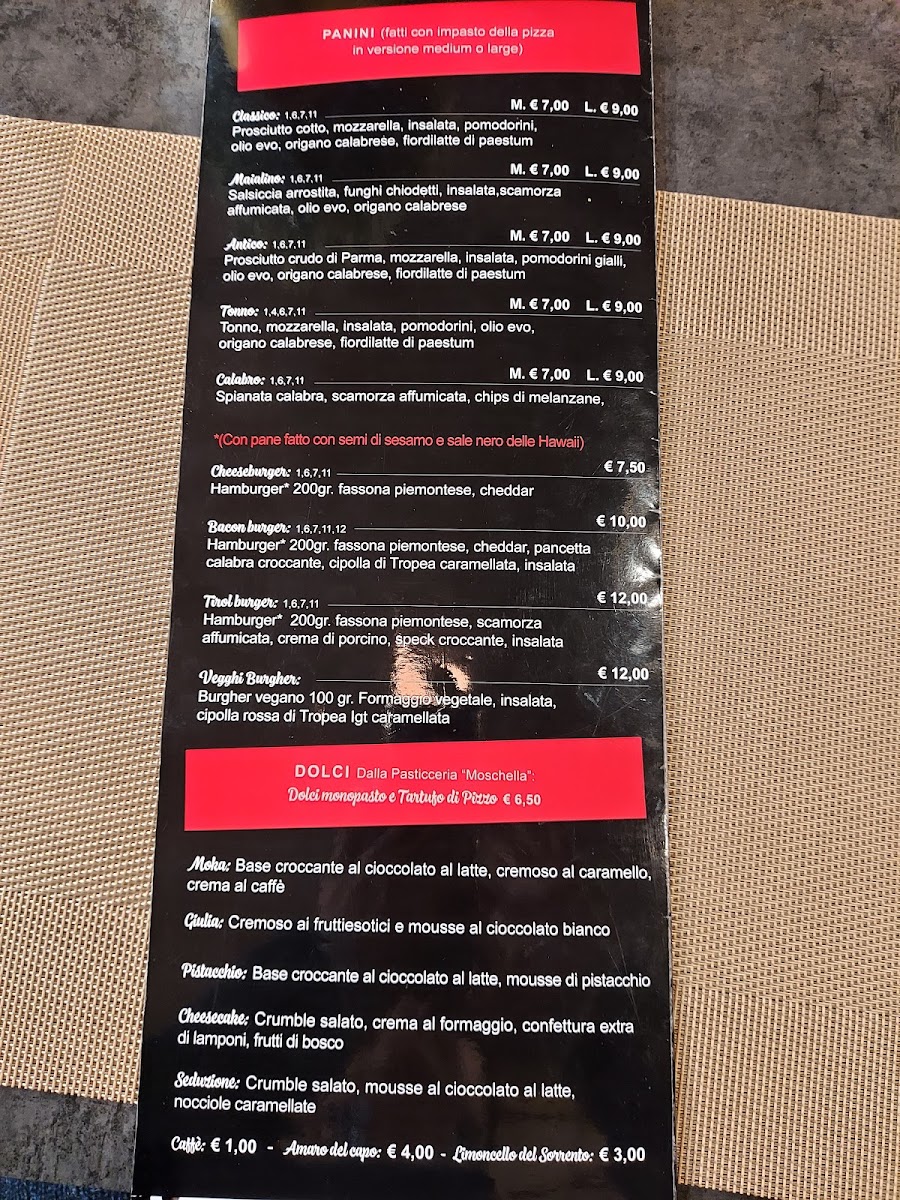 PANINI (fatti con impasto della pizza
in versione medium o large)
Classico: 1,6,7,11 M. € 7,00 L. € 9,00
Prosciutto cotto, mozzarella, insalata, pomodorini,
olio evo, origano calabrese, fiordilatte di paestum
Maialino: 1,6,7,11 M. € 7,00 L. € 9,00
Salsiccia arrostita, funghi chiodetti, insalata,scamorza
affumicata, olio evo, origano calabrese
Antico: 1,6,7,11 M. € 7,00 L. € 9,00
Prosciutto crudo di Parma, mozzarella, insalata, pomodorini gialli,
olio evo, origano calabrese, fiordilatte di paestum
Tonno: 1,4,6,7,11 M. € 7,00 L. € 9,00
Tonno, mozzarella, insalata, pomodorini, olio evo,
origano calabrese, fiordilatte di paestum
Calabro: 1,6,7,11 M. € 7,00 L. € 9,00
Spianata calabra, scamorza affumicata, chips di melanzane,
*(Con pane fatto con semi di sesamo e sale nero delle Hawaii)
Cheeseburger: 1,6,7,11 € 7,50
Hamburger* 200gr. fassona piemontese, cheddar
Bacon burger: 1,6,7,11,12 € 10,00
Hamburger* 200gr. fassona piemontese, cheddar, pancetta
calabra croccante, cipolla di Tropea caramellata, insalata
Tirol burger: 1,6,7,11 € 12,00
Hamburger* 200gr. fassona piemontese, scamorza
affumicata, crema di porcino, speck croccante, insalata
Vegghi Burgher: € 12,00
Burgher vegano 100 gr. Formaggio vegetale, insalata,
cipolla rossa di Tropea Igt caramellata
DOLCI Dalla Pasticceria “Moschella”:
Dolci monopasto e Tartufo di Pizzo € 6,50
Moka: Base croccante al cioccolato al latte, cremoso al caramello,
crema al caffè
Giulia: Cremoso ai fruttiesotici e mousse al cioccolato bianco
Pistacchio: Base croccante al cioccolato al latte, mousse di pistacchio
Cheesecake: Crumble salato, crema al formaggio, confettura extra
di lamponi, frutti di bosco
Seduzione: Crumble salato, mousse al cioccolato al latte,
nocciole caramellate
Caffè: € 1,00 - Amaro del capo: € 4,00 - Limoncello del Sorrento: € 3,00